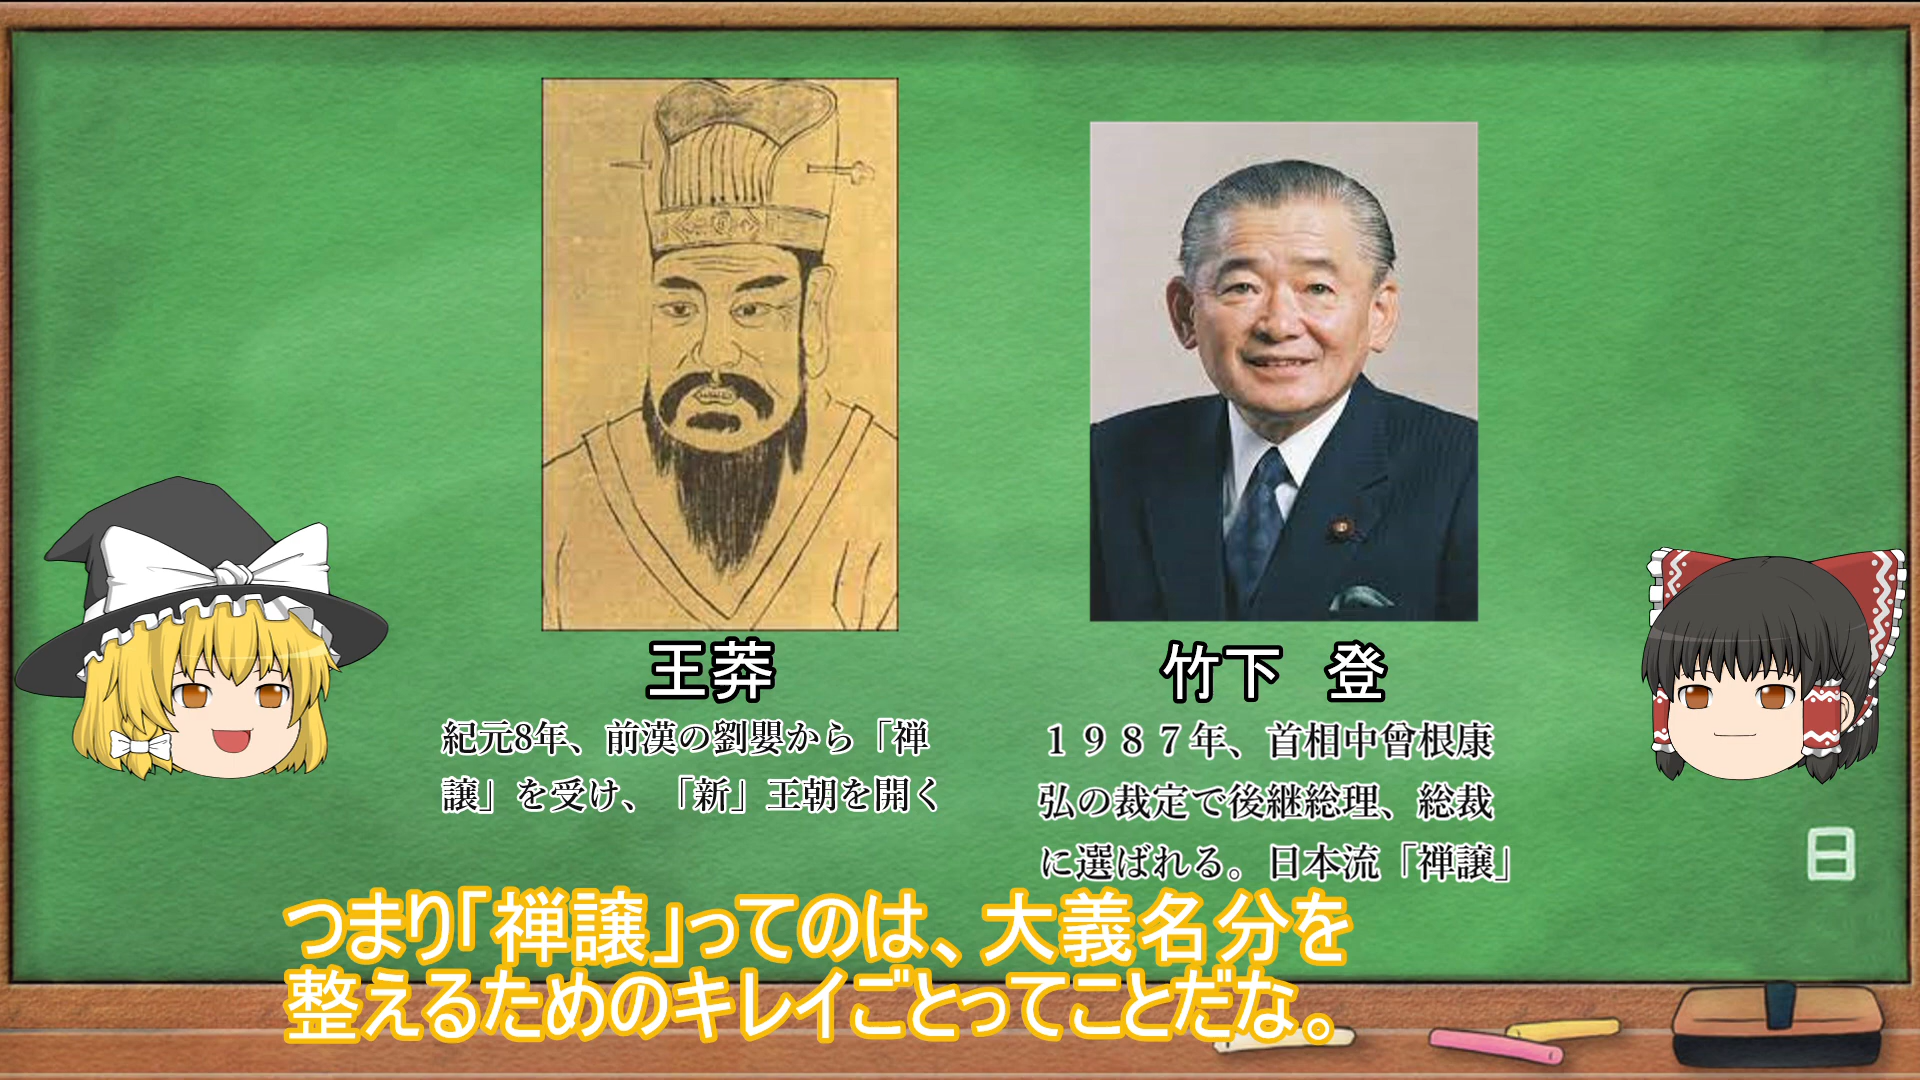 王莽
紀元8年、前漢の劉嬰から「禅
譲」を受け、「新」王朝を開く
竹下　登
１９８７年、首相中曾根康
弘の裁定で後継総理、総裁
に選ばれる。日本流「禅譲」
日
つまり「禅譲」ってのは、大義名分を
整えるためのキレイごとってことだな。